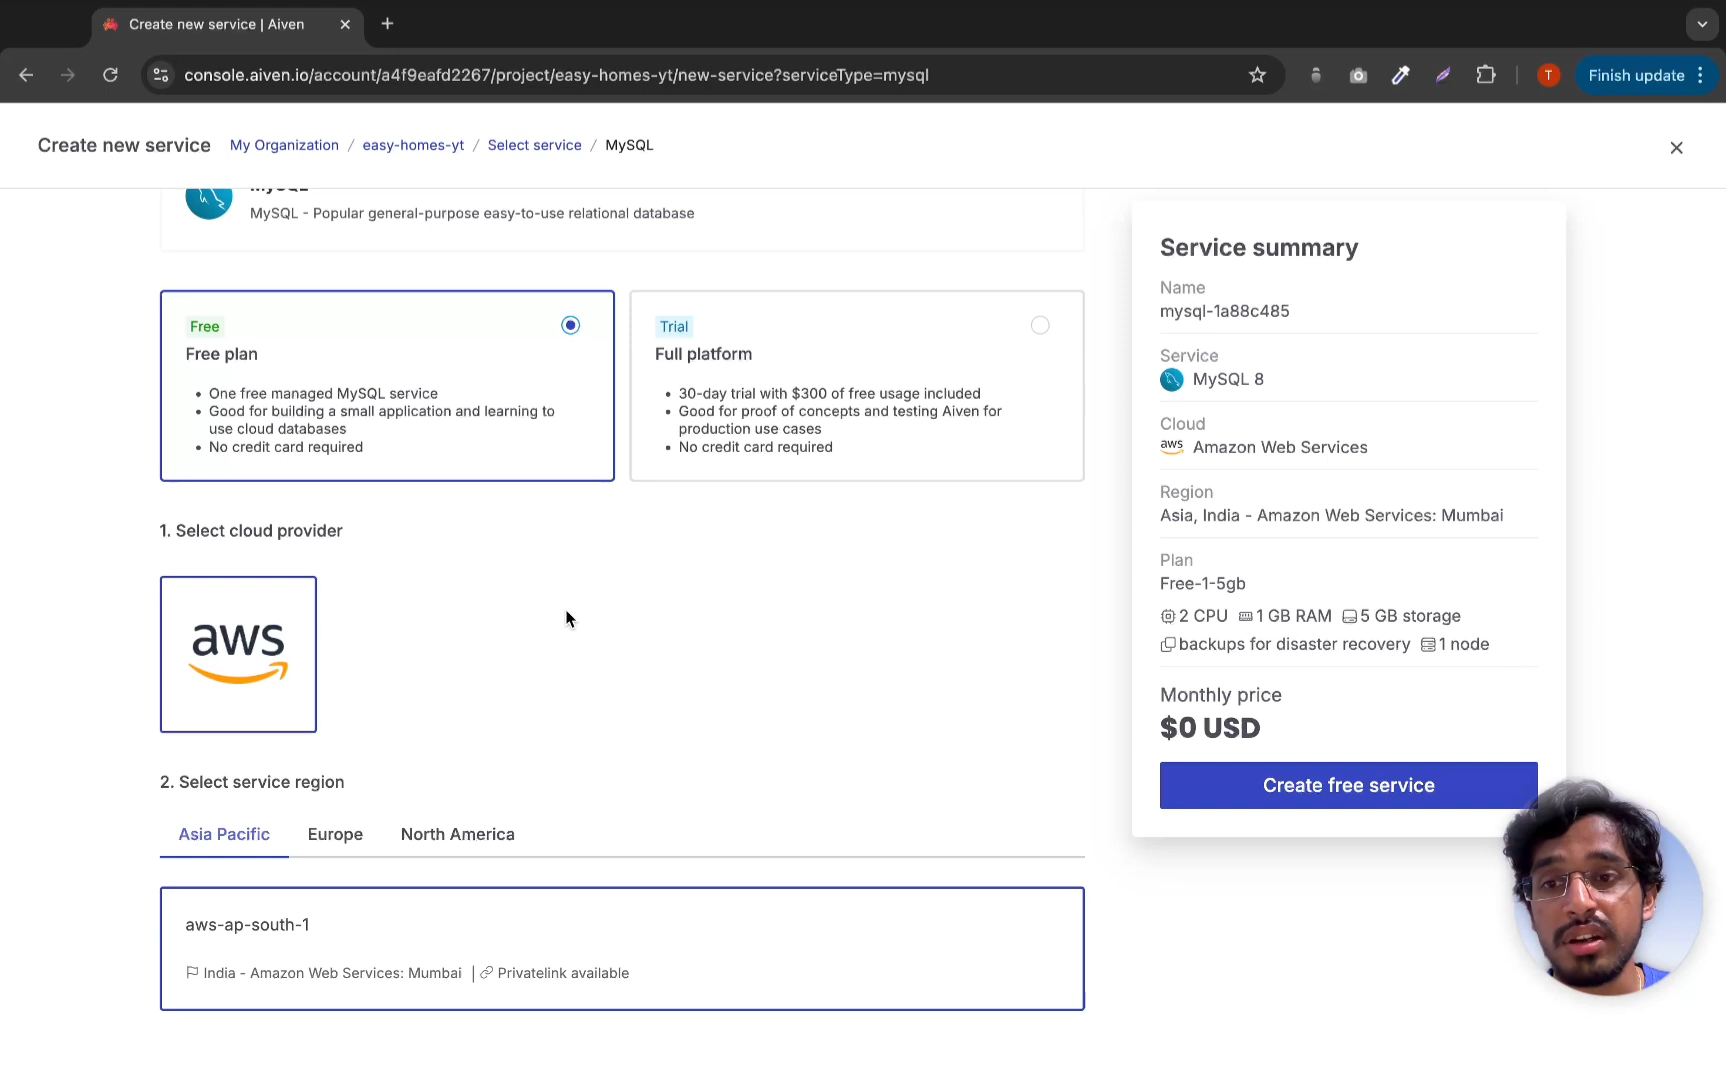 Create new service | Aiven
console.aiven.io/account/a4f9eafd2267/project/easy-homes-yt/new-service?serviceType=mysql
T
Finish update
Create new service
My Organization / easy-homes-yt / Select service / MySQL
MySQL
MySQL - Popular general-purpose easy-to-use relational database
Free
Free plan
• One free managed MySQL service
• Good for building a small application and learning to
use cloud databases
• No credit card required
Trial
Full platform
• 30-day trial with $300 of free usage included
• Good for proof of concepts and testing Aiven for
production use cases
• No credit card required
1. Select cloud provider
aws
2. Select service region
Asia Pacific
Europe
North America
aws-ap-south-1
India - Amazon Web Services: Mumbai | Privatelink available
Service summary
Name
mysql-1a88c485
Service
MySQL 8
Cloud
aws Amazon Web Services
Region
Asia, India - Amazon Web Services: Mumbai
Plan
Free-1-5gb
2 CPU 1 GB RAM 5 GB storage
backups for disaster recovery 1 node
Monthly price
$0 USD
Create free service